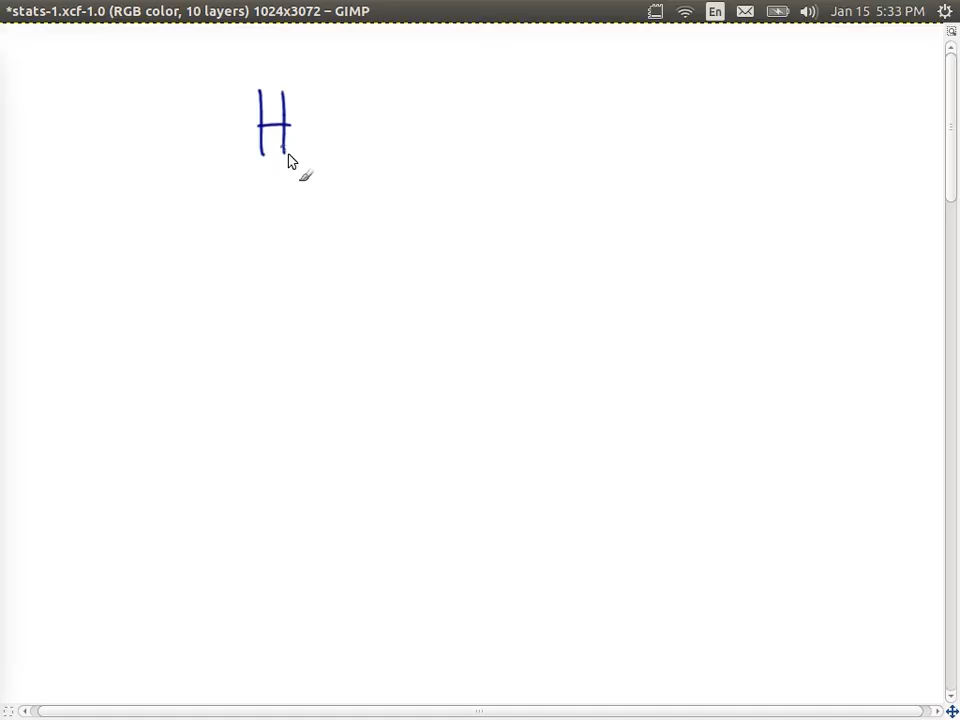 *stats-1.xcf-1.0 (RGB color, 10 layers) 1024x3072 – GIMP En Jan 15 5:33 PM
H